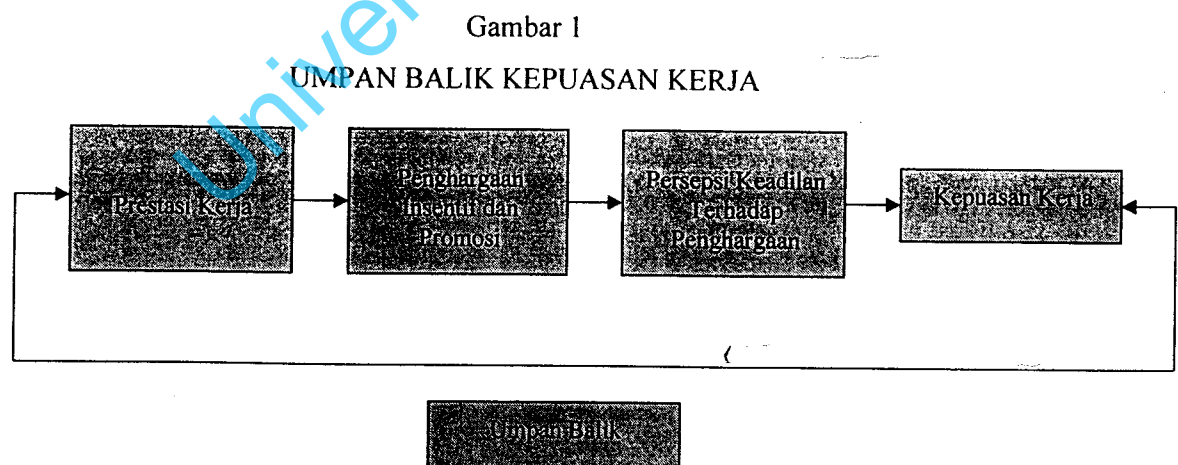 Gambar 1
UMPAN BALIK KEPUASAN KERJA
Prestasi Kerja
Penghargaan
Insentif dan
Promosi
Persepsi Keadilan
Terhadap
Penghargaan
Kepuasan Kerja
Umpan Balik
Univer